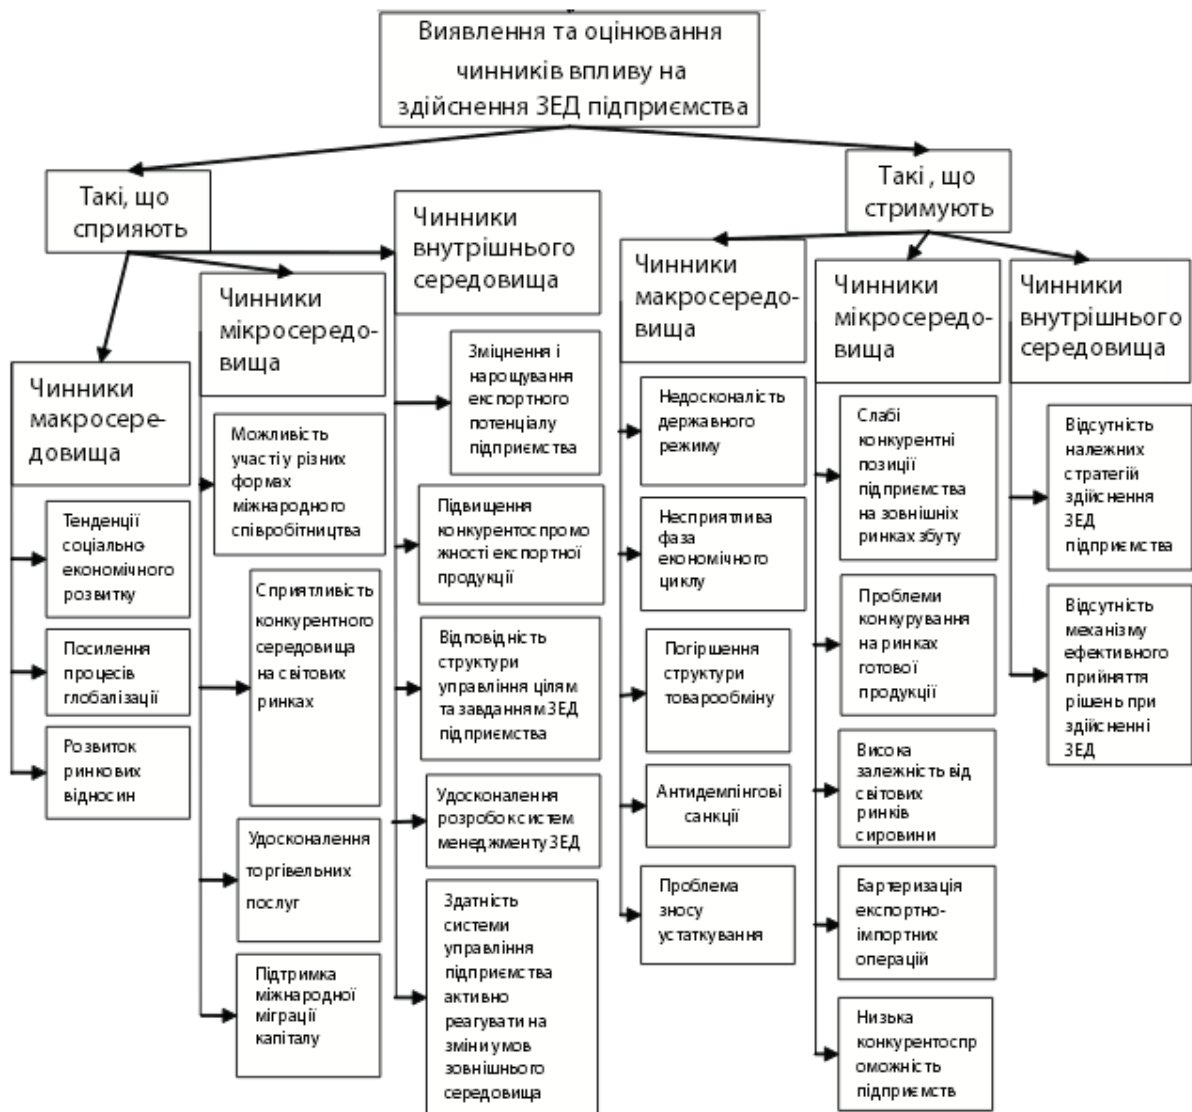 Виявлення та оцінювання
чинників впливу на
здійснення ЗЕД підприємства
Такі, що
сприяють
Чинники
макросере-
довища
Тенденції
соціально-
економічного
розвитку
Посилення
процесів
глобалізації
Розвиток
ринкових
відносин
Чинники
мікросередо-
вища
Можливість
участі у різних
формах
міжнародного
співробітництва
Сприятливість
конкурентного
середовища
на світових
ринках
Удосконалення
торгівельних
послуг
Підтримка
міжнародної
міграції
капіталу
Чинники
внутрішнього
середовища
Зміцнення і
нарощування
експортного
потенціалу
підприємства
Підвищення
конкурентоспромо
жності експортної
продукції
Відповідність
структури
управління цілям
та завданням ЗЕД
підприємства
Удосконалення
розробок систем
менеджменту ЗЕД
Здатність
системи
управління
підприємства
активно
реагувати на
зміни умов
зовнішнього
середовища
Такі , що
стримують
Чинники
макросередо-
вища
Недосконалість
державного
режиму
Несприятлива
фаза
економічного
циклу
Погіршення
структури
товарообміну
Антидемпінгові
санкції
Проблема
зносу
устаткування
Чинники
мікросередо-
вища
Слабі
конкурентні
позиції
підприємства
на зовнішніх
ринках збуту
Проблеми
конкурування
на ринках
готової
продукції
Висока
залежність від
світових
ринків
сировини
Бартеризація
експортно-
імпортних
операцій
Низька
конкурентоспр
оможність
підприємств
Чинники
внутрішнього
середовища
Відсутність
належних
стратегій
здійснення
ЗЕД
підприємства
Відсутність
механізму
ефективного
прийняття
рішень при
здійсненні
ЗЕД